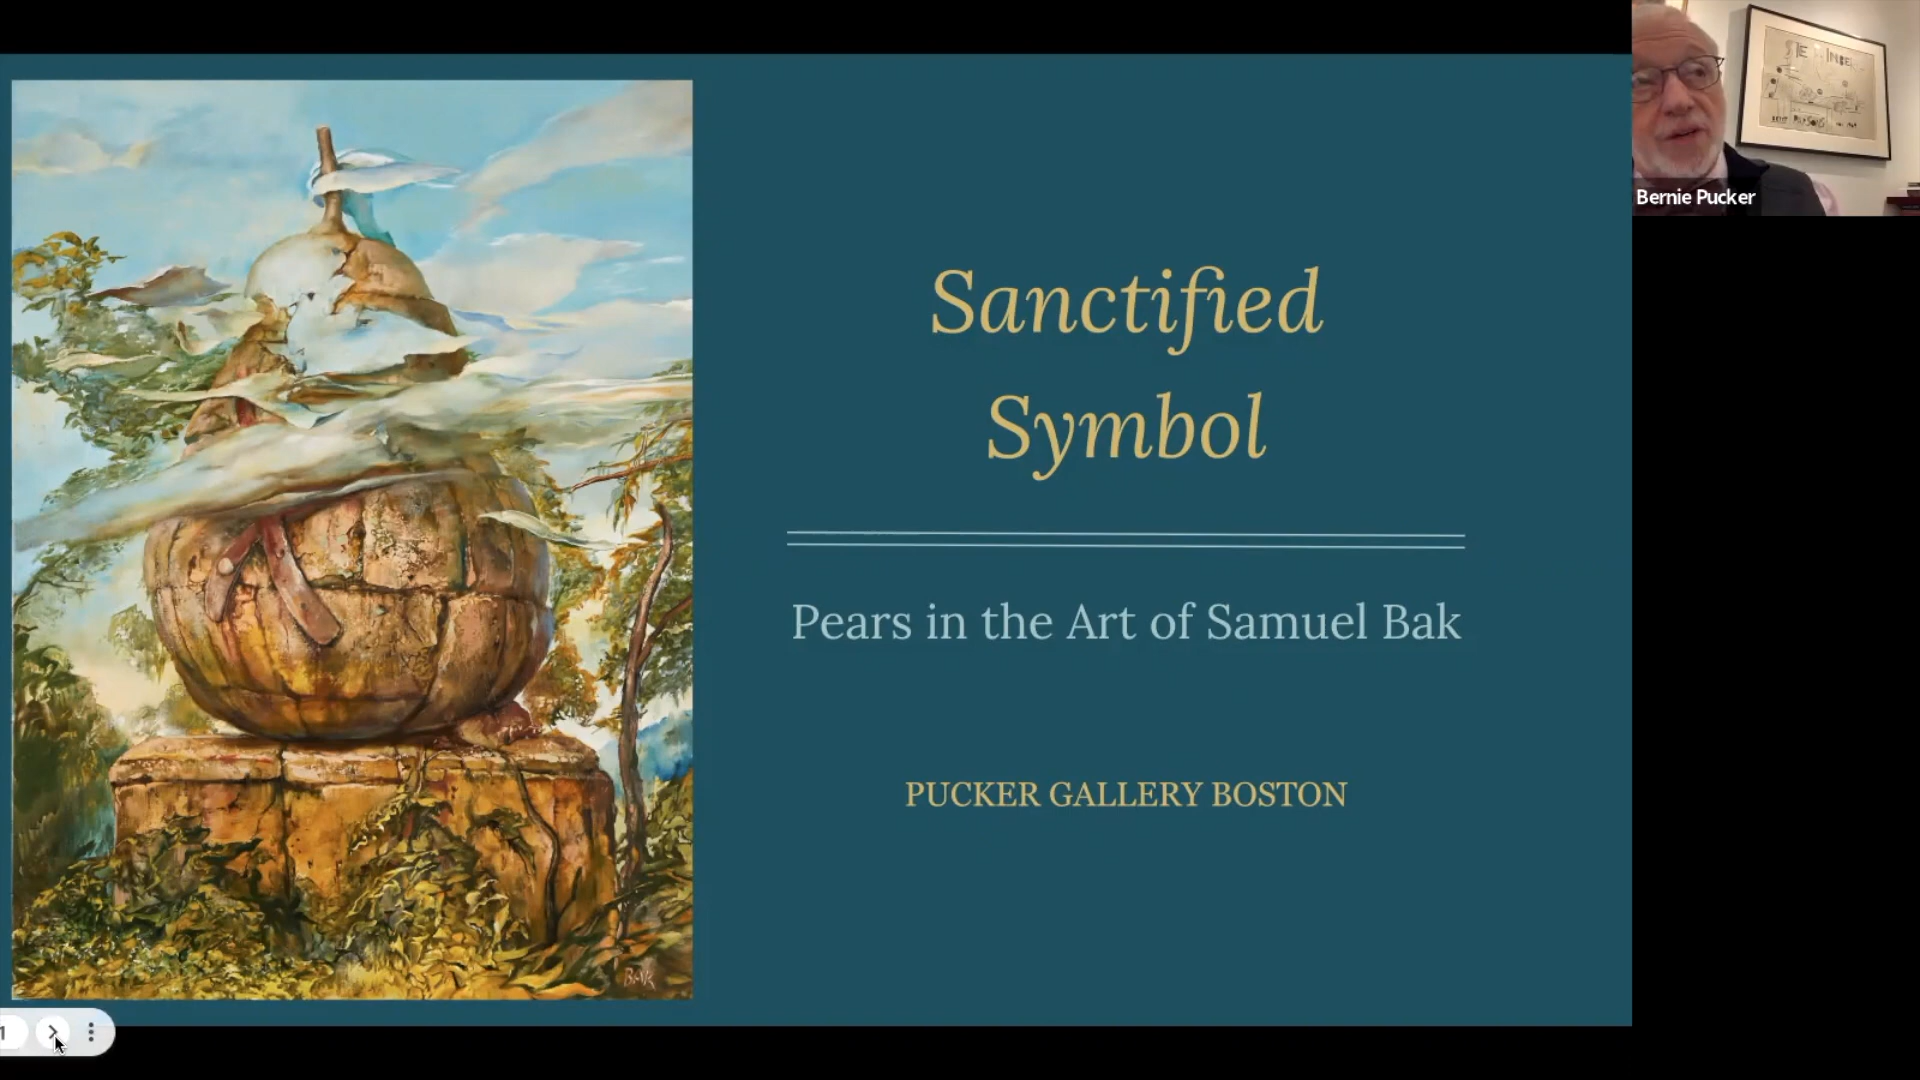 Sanctified
Symbol
Pears in the Art of Samuel Bak
PUCKER GALLERY BOSTON
Bak
Bernie Pucker
1